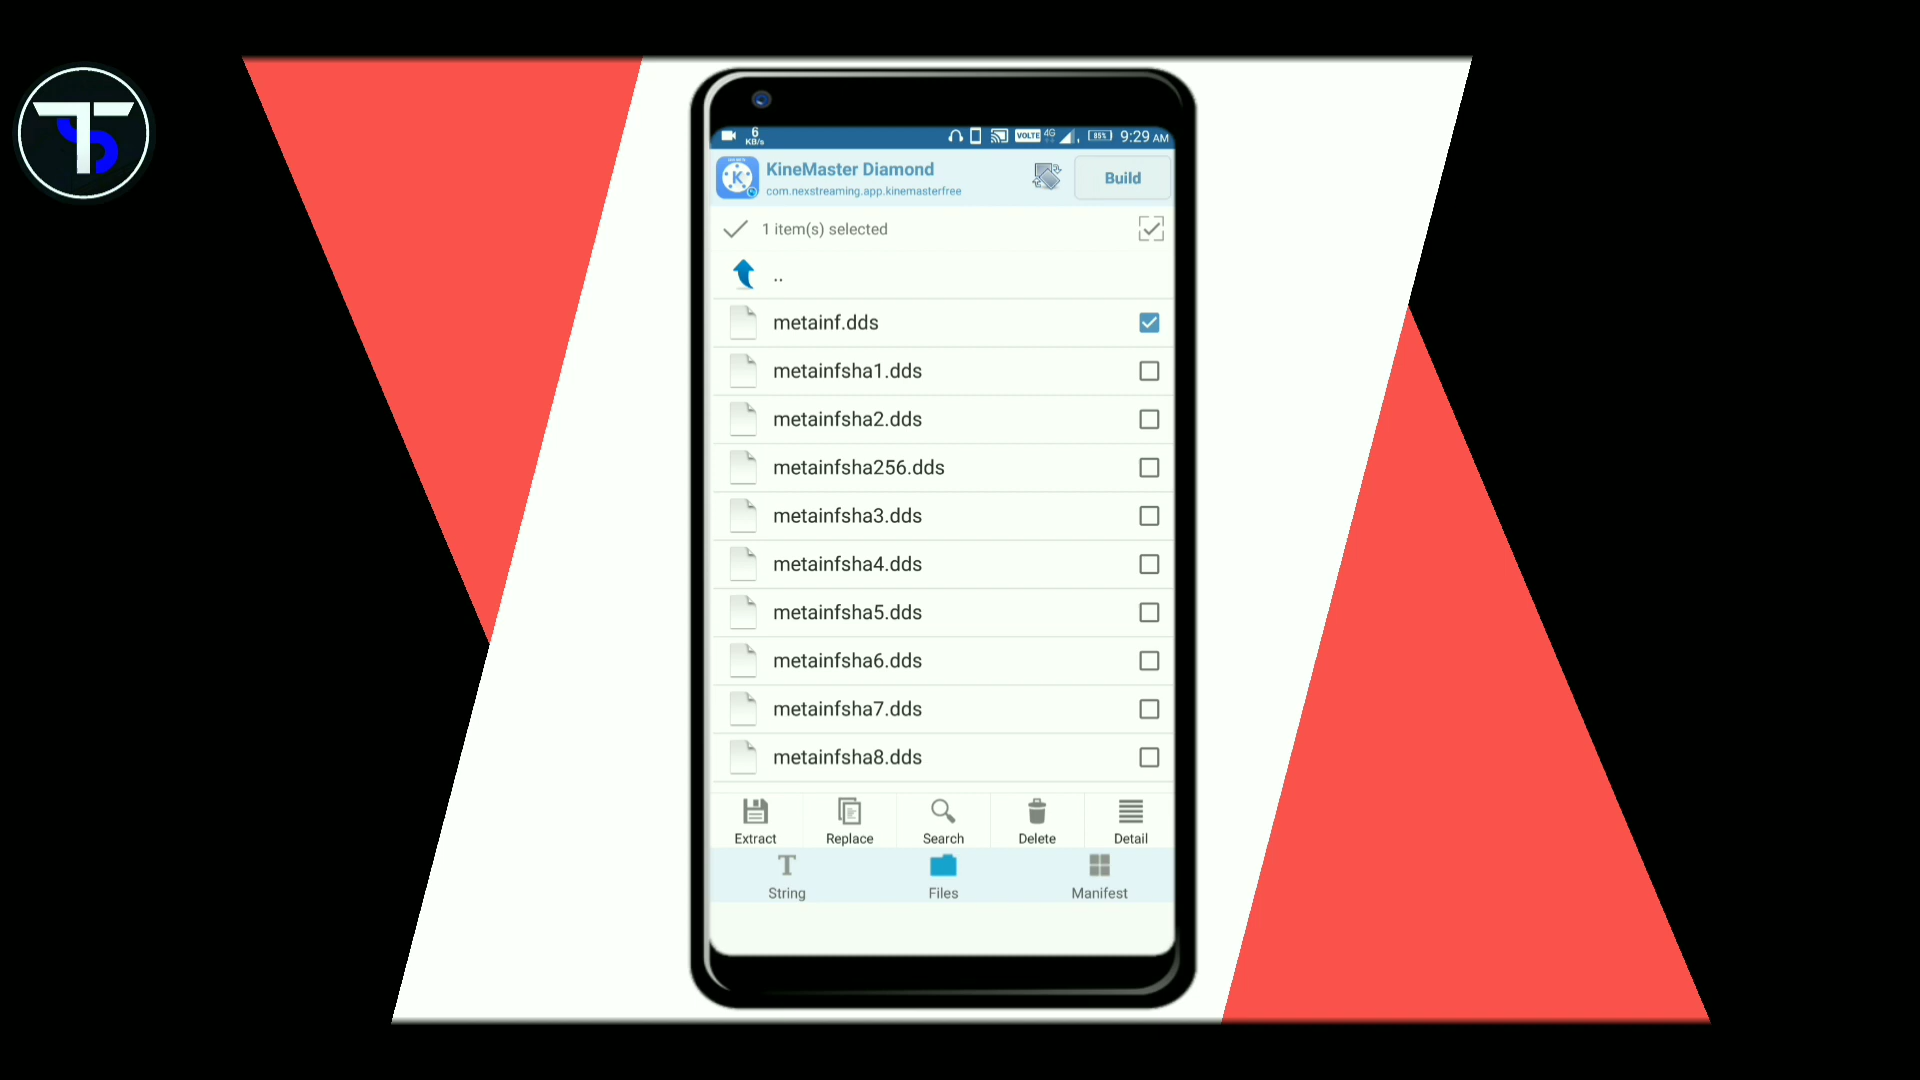 TS
6
KB/s
VOLTE 4G 85% 9:29 AM
KineMaster Diamond
com.nexstreaming.app.kinemasterfree
Build
1 item(s) selected
..
metainf.dds
metainfsha1.dds
metainfsha2.dds
metainfsha256.dds
metainfsha3.dds
metainfsha4.dds
metainfsha5.dds
metainfsha6.dds
metainfsha7.dds
metainfsha8.dds
Extract Replace Search Delete Detail
String Files Manifest